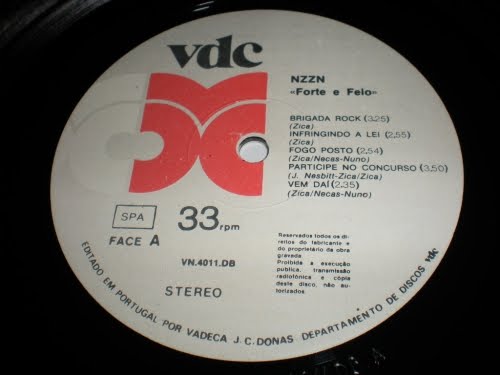 vdc
NZZN
«Forte e Feio»
BRIGADA ROCK (3,25)
(Zica)
INFRINGINDO A LEI (2,55)
(Zica)
FOGO POSTO (2,54)
(Zica/Necas-Nuno)
PARTICIPE NO CONCURSO (3,50)
(J. Nesbitt-Zica/Zica)
VEM DAÍ (2,35)
(Zica/Necas-Nuno)
SPA
33 rpm
FACE A
VN.4011.DB
STEREO
Reservados todos os di-
reitos do fabricante e
do proprietário da obra
gravada.
Proibida a execução
pública, transmissão
radiofónica e cópia
deste disco, não au-
torizados.
EDITADO EM PORTUGAL POR VADECA J.C. DONAS DEPARTAMENTO DE DISCOS vdc